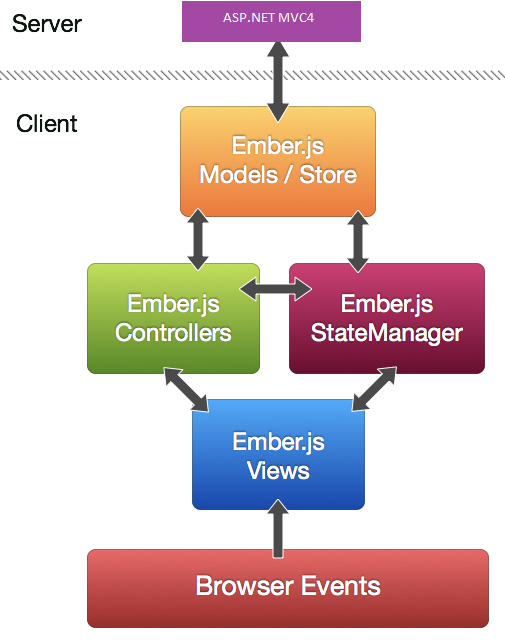 Server
ASP.NET MVC4
Client
Ember.js
Models / Store
Ember.js
Controllers
Ember.js
StateManager
Ember.js
Views
Browser Events